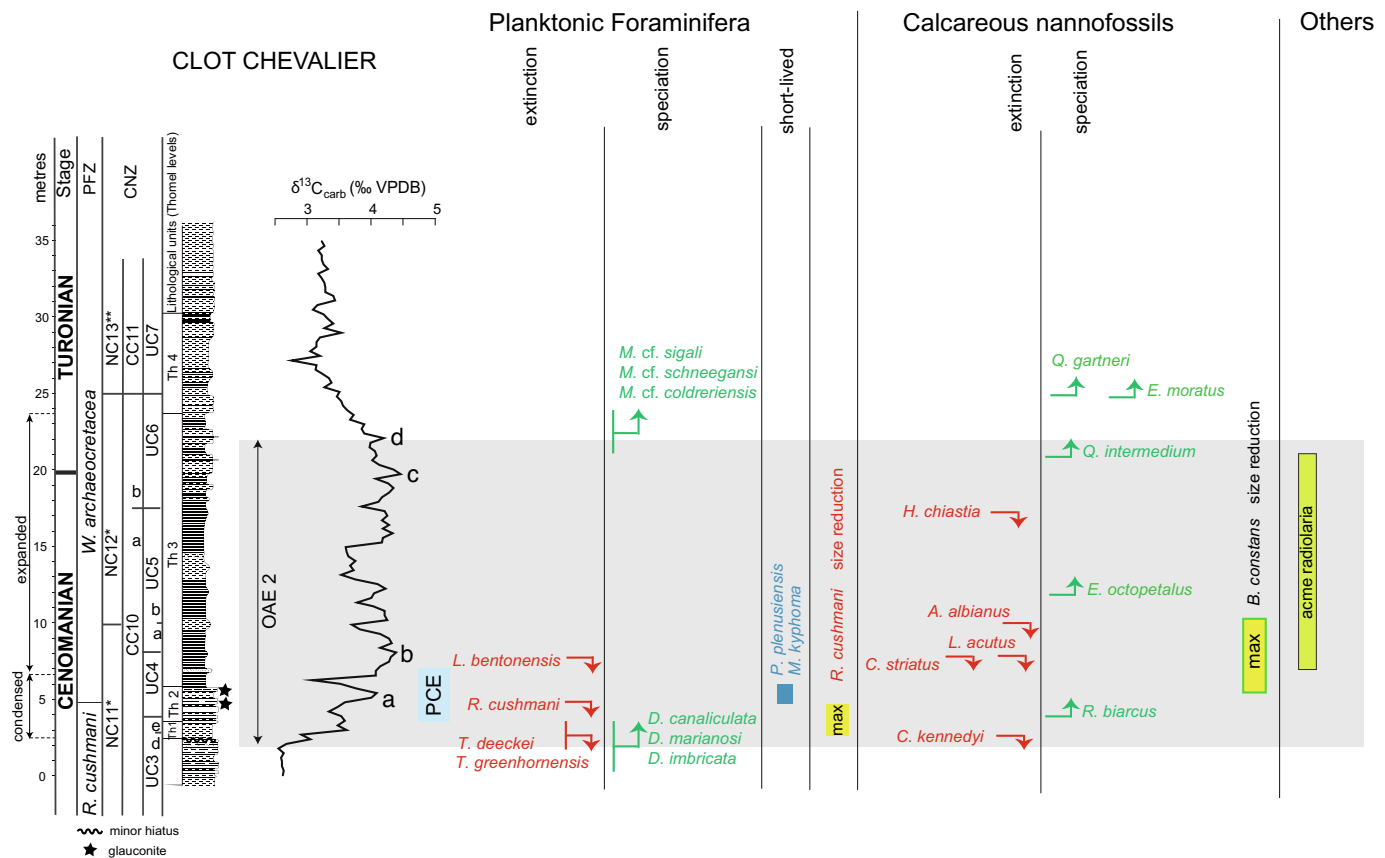 Planktonic Foraminifera
Calcareous nannofossils
Others
CLOT CHEVALIER
extinction
speciation
short-lived
extinction
speciation
metres
Stage
PFZ
CNZ
Lithological units (Thomel levels)
δ13Ccarb (‰ VPDB)
3 4 5
35
30
25
20
15
10
5
0
expanded
condensed
TURONIAN
CENOMANIAN
W. archaeocretacea
R. cushmani
NC13**
NC12*
NC11*
CC11
CC10
UC7
UC6
b
a
UC5
b
a
UC4
e
d
UC3
Th 4
Th 3
Th 2
Th1
OAE 2
d
c
b
a
PCE
M. cf. sigali
M. cf. schneegansi
M. cf. coldreriensis
L. bentonensis
R. cushmani
T. deeckei
T. greenhornensis
D. canaliculata
D. marianosi
D. imbricata
P. plenusiensis
M. kyphoma
R. cushmani size reduction
max
Q. gartneri
E. moratus
Q. intermedium
H. chiastia
E. octopetalus
A. albianus
L. acutus
C. striatus
R. biarcus
C. kennedyi
B. constans size reduction
max
acme radiolaria
minor hiatus
glauconite